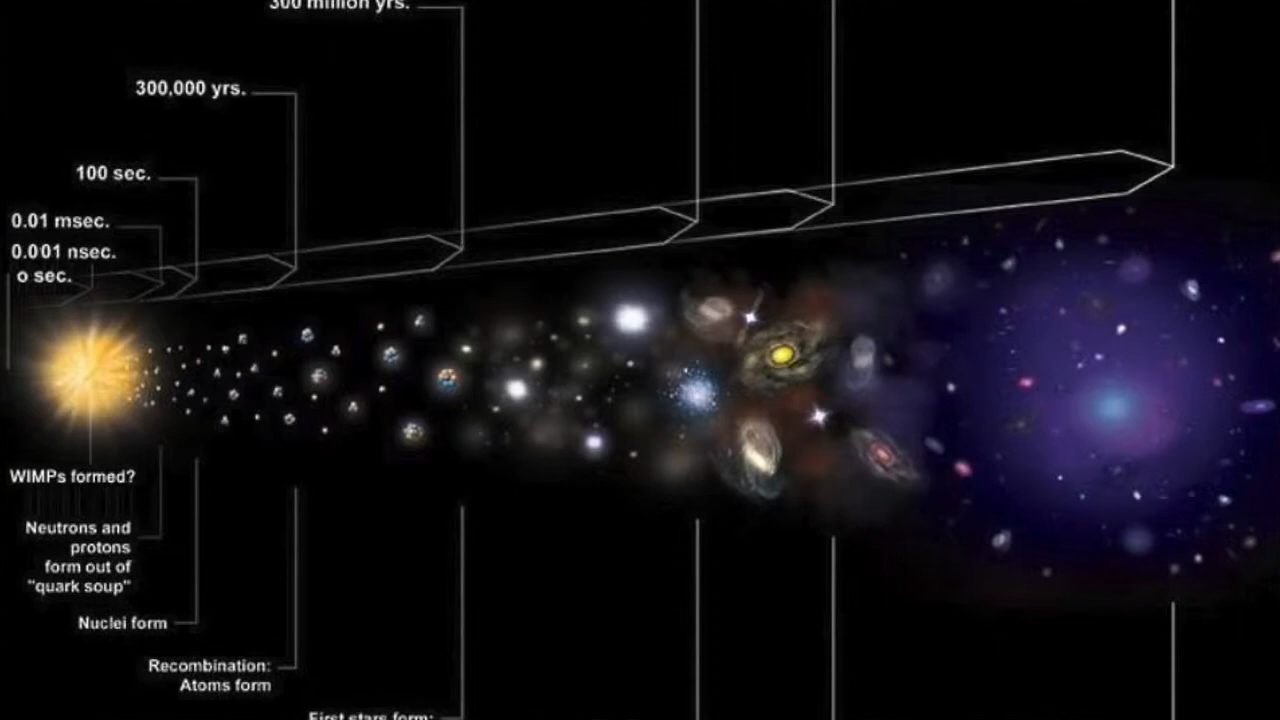 300 million yrs.
300,000 yrs.
100 sec.
0.01 msec.
0.001 nsec.
o sec.
WIMPs formed?
Neutrons and
protons
form out of
"quark soup"
Nuclei form
Recombination:
Atoms form
First stars form: